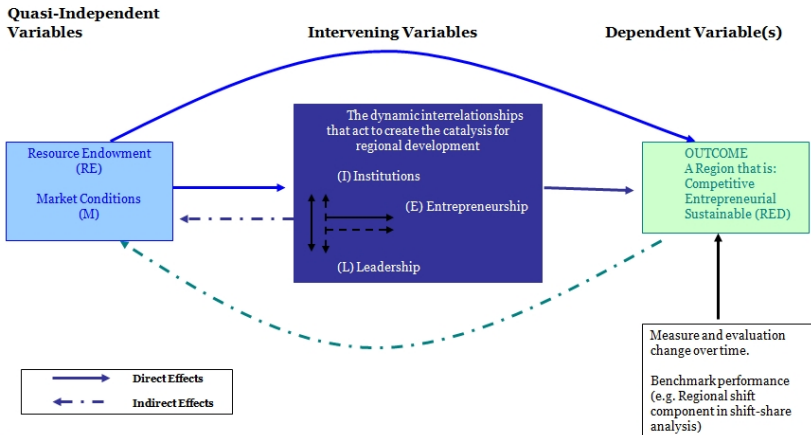 Quasi-Independent
Variables
Intervening Variables
Dependent Variable(s)
Resource Endowment
(RE)
Market Conditions
(M)
The dynamic interrelationships
that act to create the catalysis for
regional development
(I) Institutions
(E) Entrepreneurship
(L) Leadership
OUTCOME
A Region that is:
Competitive
Entrepreneurial
Sustainable (RED)
Measure and evaluation
change over time.
Benchmark performance
(e.g. Regional shift
component in shift-share
analysis)
Direct Effects
Indirect Effects